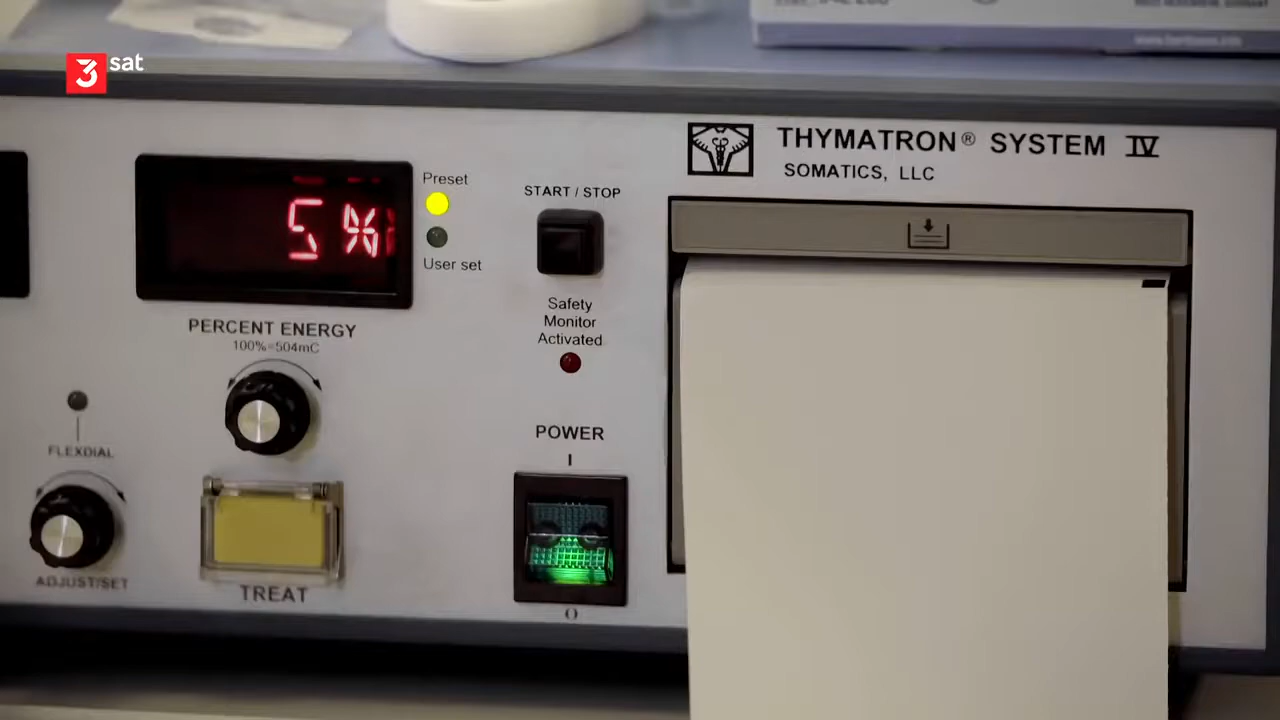 3sat
THYMATRON® SYSTEM IV
SOMATICS, LLC
5 %
Preset
User set
START / STOP
Safety
Monitor
Activated
PERCENT ENERGY
100%=504mC
FLEXDIAL
ADJUST/SET
TREAT
POWER
I
O